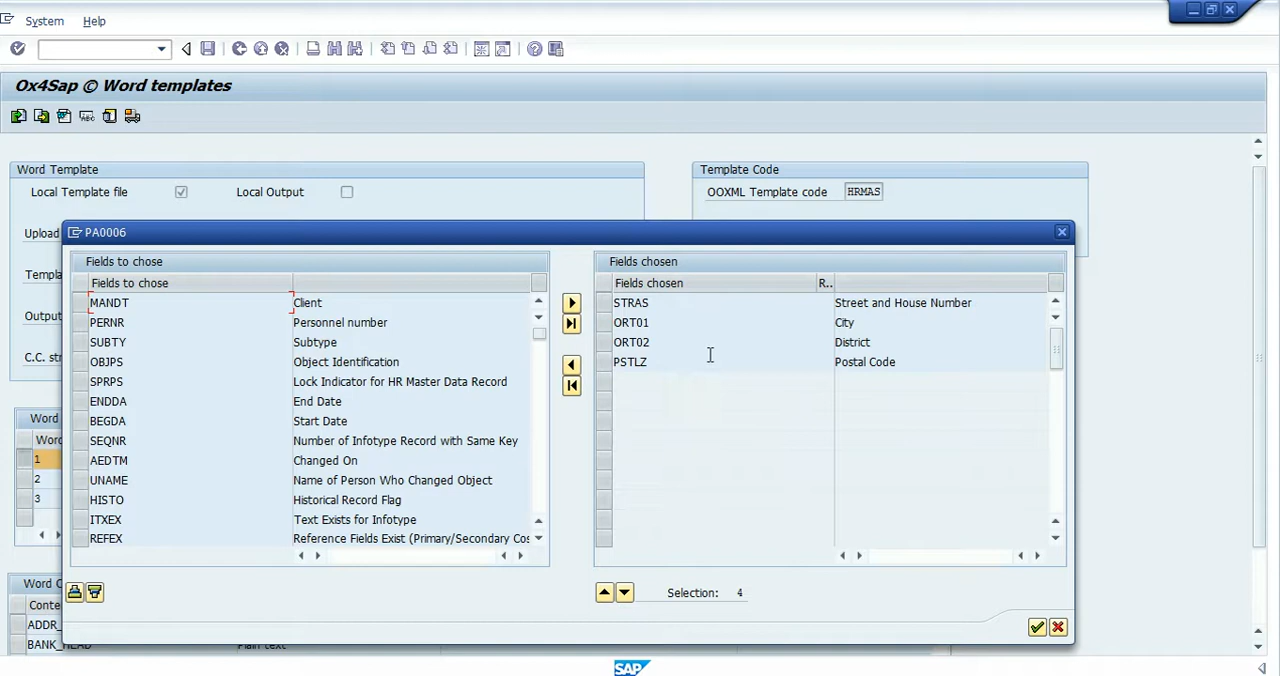 System Help
Ox4Sap © Word templates
Word Template
Template Code
Local Template file
Local Output
OOXML Template code
HRMAS
Upload
Templa
Output
C.C. str
PA0006
Fields to chose
Fields to chose
MANDT Client
PERNR Personnel number
SUBTY Subtype
OBJPS Object Identification
SPRPS Lock Indicator for HR Master Data Record
ENDDA End Date
BEGDA Start Date
SEQNR Number of Infotype Record with Same Key
AEDTM Changed On
UNAME Name of Person Who Changed Object
HISTO Historical Record Flag
ITXEX Text Exists for Infotype
REFEX Reference Fields Exist (Primary/Secondary Cos
Fields chosen
Fields chosen R..
STRAS Street and House Number
ORT01 City
ORT02 District
PSTLZ Postal Code
Selection: 4
Word
Word
1
2
3
Word C
Conte
ADDR_
BANK_HEAD Plain text
SAP